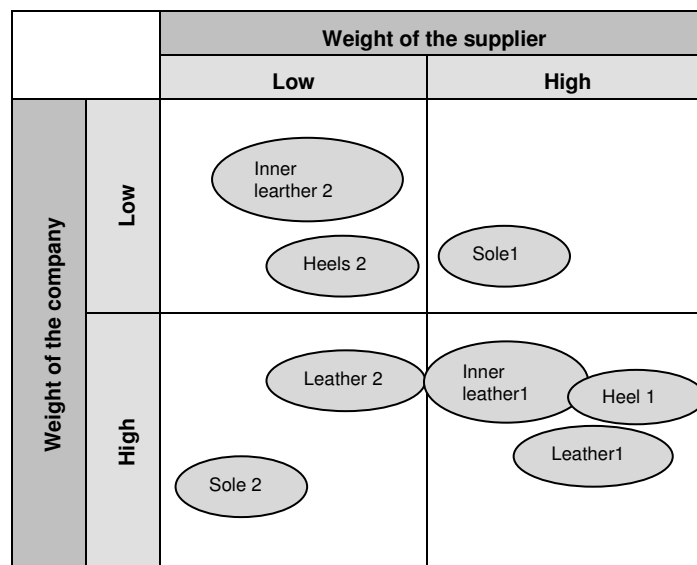 Weight of the supplier
Low
High
Weight of the company
Low
Inner
learther 2
Heels 2
Sole1
High
Leather 2
Inner
leather1
Heel 1
Leather1
Sole 2